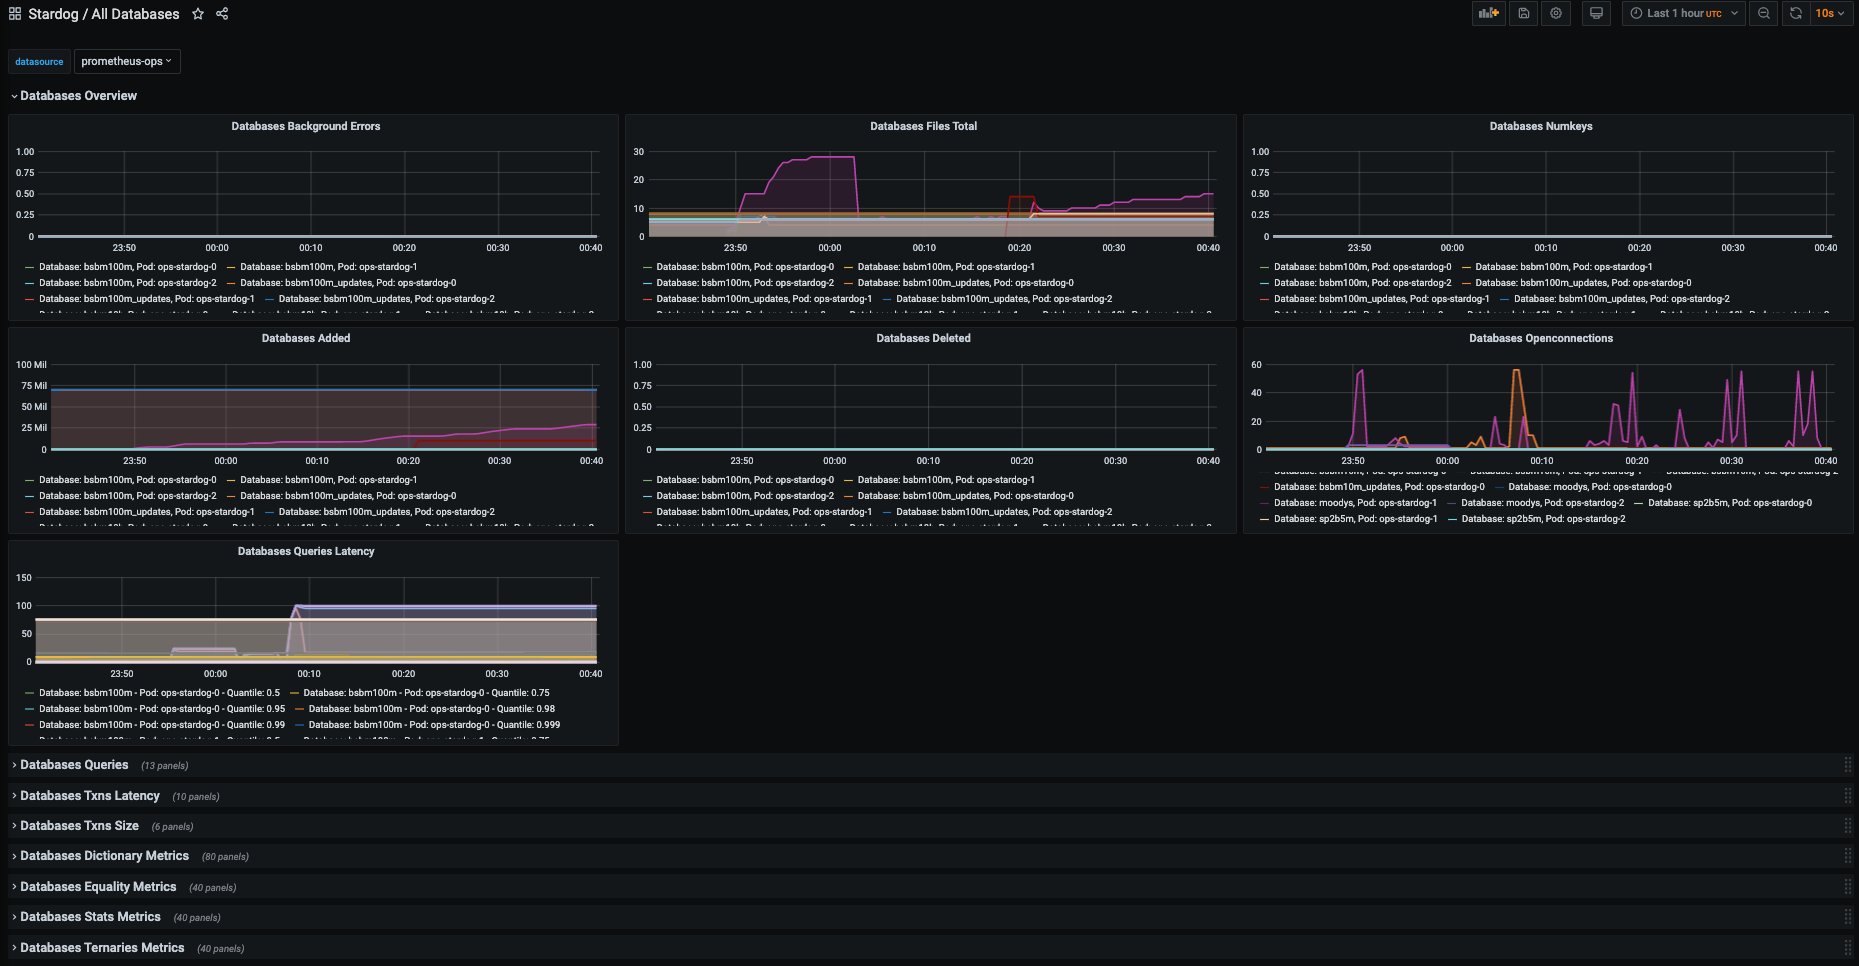 Stardog / All Databases
Last 1 hour UTC
10s
datasource
prometheus-ops
Databases Overview
Databases Background Errors
1.00
0.75
0.50
0.25
0
23:50 00:00 00:10 00:20 00:30 00:40
Database: bsbm100m, Pod: ops-stardog-0 Database: bsbm100m, Pod: ops-stardog-1
Database: bsbm100m, Pod: ops-stardog-2 Database: bsbm100m_updates, Pod: ops-stardog-0
Database: bsbm100m_updates, Pod: ops-stardog-1 Database: bsbm100m_updates, Pod: ops-stardog-2
Databases Files Total
30
20
10
0
23:50 00:00 00:10 00:20 00:30 00:40
Database: bsbm100m, Pod: ops-stardog-0 Database: bsbm100m, Pod: ops-stardog-1
Database: bsbm100m, Pod: ops-stardog-2 Database: bsbm100m_updates, Pod: ops-stardog-0
Database: bsbm100m_updates, Pod: ops-stardog-1 Database: bsbm100m_updates, Pod: ops-stardog-2
Databases Numkeys
1.00
0.75
0.50
0.25
0
23:50 00:00 00:10 00:20 00:30 00:40
Database: bsbm100m, Pod: ops-stardog-0 Database: bsbm100m, Pod: ops-stardog-1
Database: bsbm100m, Pod: ops-stardog-2 Database: bsbm100m_updates, Pod: ops-stardog-0
Database: bsbm100m_updates, Pod: ops-stardog-1 Database: bsbm100m_updates, Pod: ops-stardog-2
Databases Added
100 Mil
75 Mil
50 Mil
25 Mil
0
23:50 00:00 00:10 00:20 00:30 00:40
Database: bsbm100m, Pod: ops-stardog-0 Database: bsbm100m, Pod: ops-stardog-1
Database: bsbm100m, Pod: ops-stardog-2 Database: bsbm100m_updates, Pod: ops-stardog-0
Database: bsbm100m_updates, Pod: ops-stardog-1 Database: bsbm100m_updates, Pod: ops-stardog-2
Databases Deleted
1.00
0.75
0.50
0.25
0
23:50 00:00 00:10 00:20 00:30 00:40
Database: bsbm100m, Pod: ops-stardog-0 Database: bsbm100m, Pod: ops-stardog-1
Database: bsbm100m, Pod: ops-stardog-2 Database: bsbm100m_updates, Pod: ops-stardog-0
Database: bsbm100m_updates, Pod: ops-stardog-1 Database: bsbm100m_updates, Pod: ops-stardog-2
Databases Openconnections
60
40
20
0
23:50 00:00 00:10 00:20 00:30 00:40
Database: bsbm10m_updates, Pod: ops-stardog-0 Database: moodys, Pod: ops-stardog-0
Database: moodys, Pod: ops-stardog-1 Database: moodys, Pod: ops-stardog-2 Database: sp2b5m, Pod: ops-stardog-0
Database: sp2b5m, Pod: ops-stardog-1 Database: sp2b5m, Pod: ops-stardog-2
Databases Queries Latency
150
100
50
0
23:50 00:00 00:10 00:20 00:30 00:40
Database: bsbm100m - Pod: ops-stardog-0 - Quantile: 0.5 Database: bsbm100m - Pod: ops-stardog-0 - Quantile: 0.75
Database: bsbm100m - Pod: ops-stardog-0 - Quantile: 0.95 Database: bsbm100m - Pod: ops-stardog-0 - Quantile: 0.98
Database: bsbm100m - Pod: ops-stardog-0 - Quantile: 0.99 Database: bsbm100m - Pod: ops-stardog-0 - Quantile: 0.999
Databases Queries (13 panels)
Databases Txns Latency (10 panels)
Databases Txns Size (6 panels)
Databases Dictionary Metrics (80 panels)
Databases Equality Metrics (40 panels)
Databases Stats Metrics (40 panels)
Databases Ternaries Metrics (40 panels)